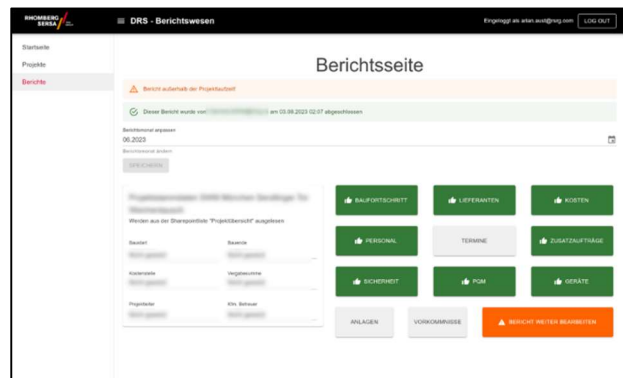 RHOMBERG
SERSA
DRS - Berichtswesen
Eingeloggt als allan.aust@rsrg.com
LOG OUT
Startseite
Projekte
Berichte
Berichtsseite
Bericht außerhalb der Projektlaufzeit
Dieser Bericht wurde von am 03.08.2023 02:07 abgeschlossen
Berichtsmonat anpassen
06.2023
Berichtsmonat ändern
SPEICHERN
Werden aus der Sharepointliste "Projektübersicht" ausgelesen
Baustart
Bauende
Kostenstelle
Vergabesumme
Projektleiter
Kfm. Betreuer
BAUFORTSCHRITT
LIEFERANTEN
KOSTEN
PERSONAL
TERMINE
ZUSATZAUFTRÄGE
SICHERHEIT
PQM
GERÄTE
ANLAGEN
VORKOMMNISSE
BERICHT WEITER BEARBEITEN